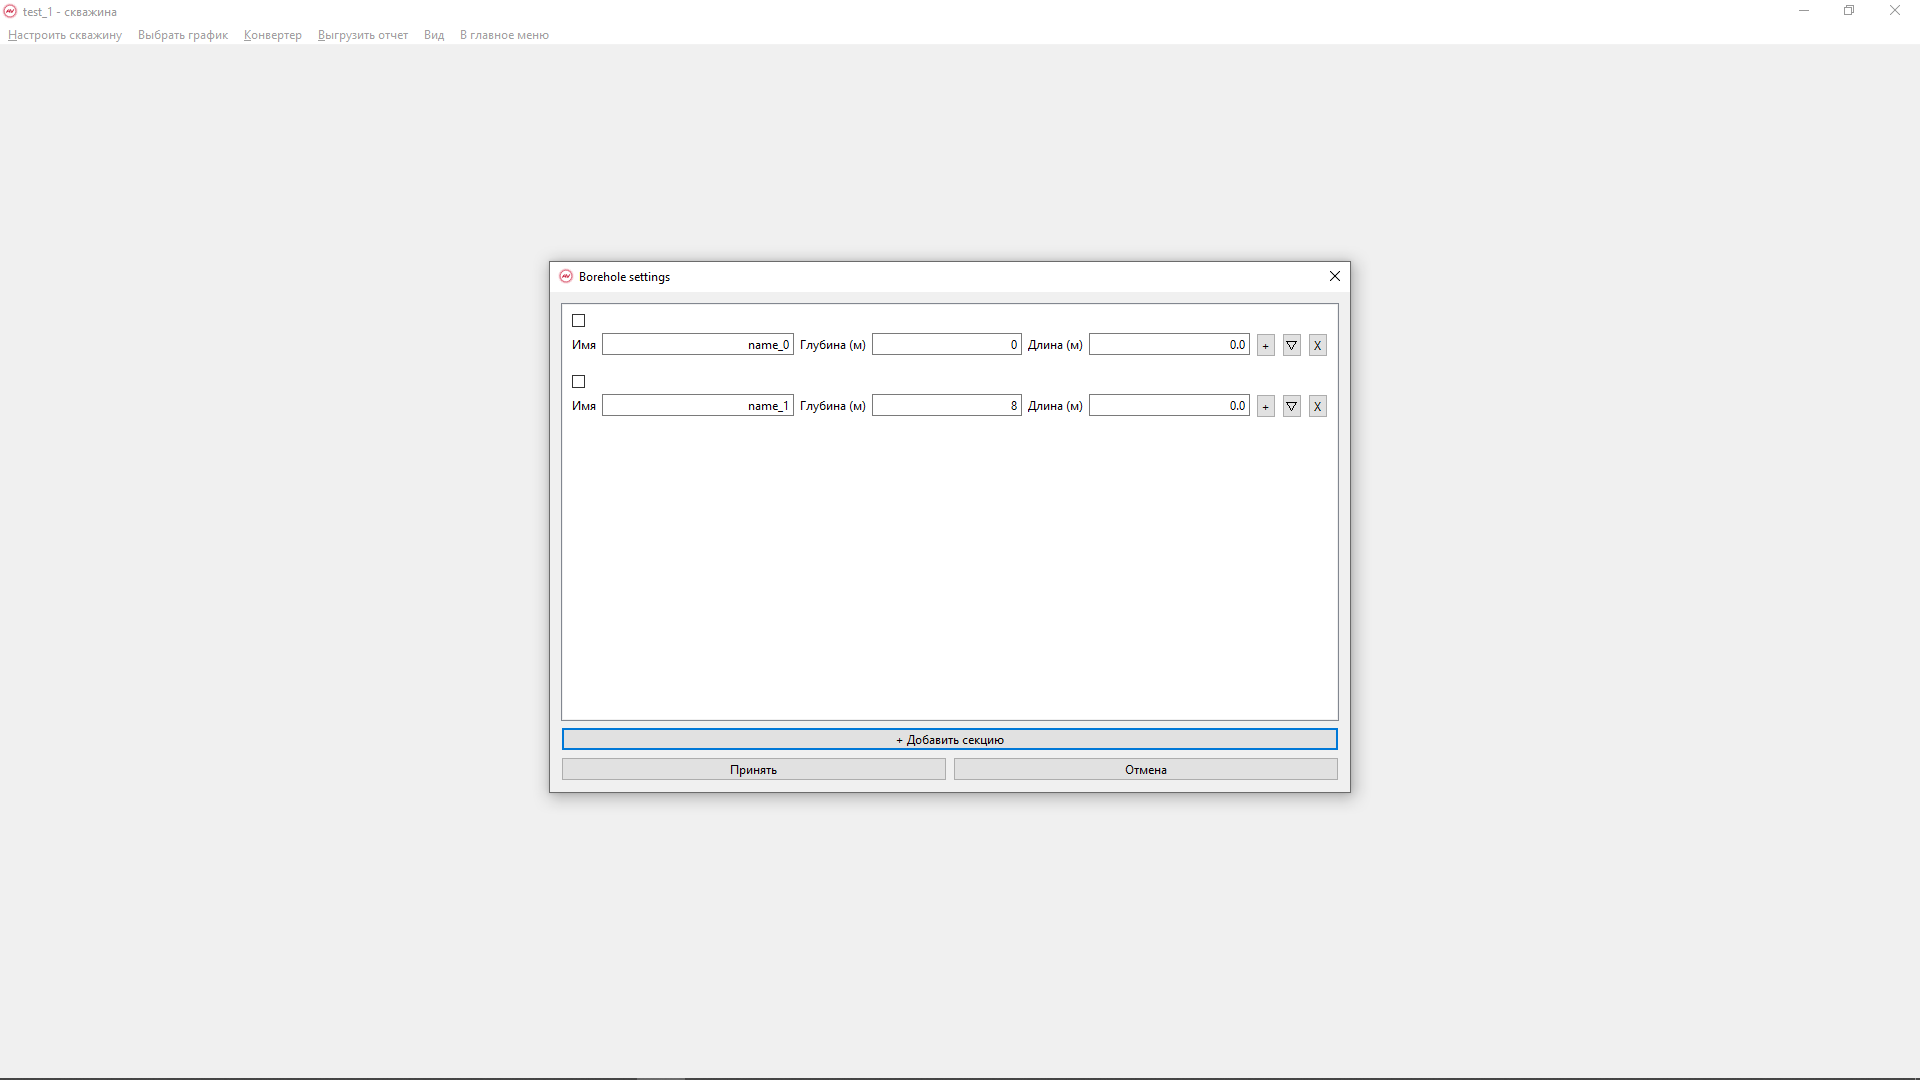 test_1 - скважина
Настроить скважину Выбрать график Конвертер Выгрузить отчет Вид В главное меню
Borehole settings
Имя name_0 Глубина (м) 0 Длина (м) 0.0 + ▽ X
Имя name_1 Глубина (м) 8 Длина (м) 0.0 + ▽ X
+ Добавить секцию
Принять Отмена